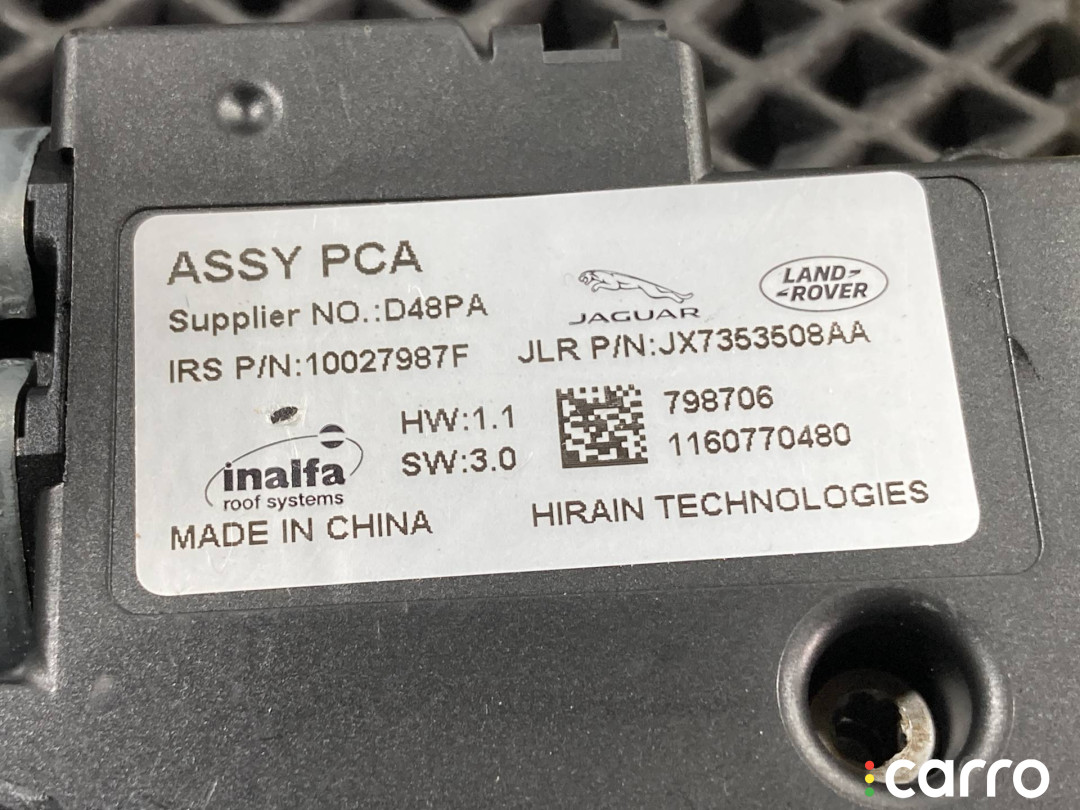 ASSY PCA
Supplier NO.:D48PA
IRS P/N:10027987F
JAGUAR
LAND-
-ROVER
JLR P/N:JX7353508AA
HW:1.1
SW:3.0
798706
1160770480
inalfa
roof systems
MADE IN CHINA
HIRAIN TECHNOLOGIES
carro